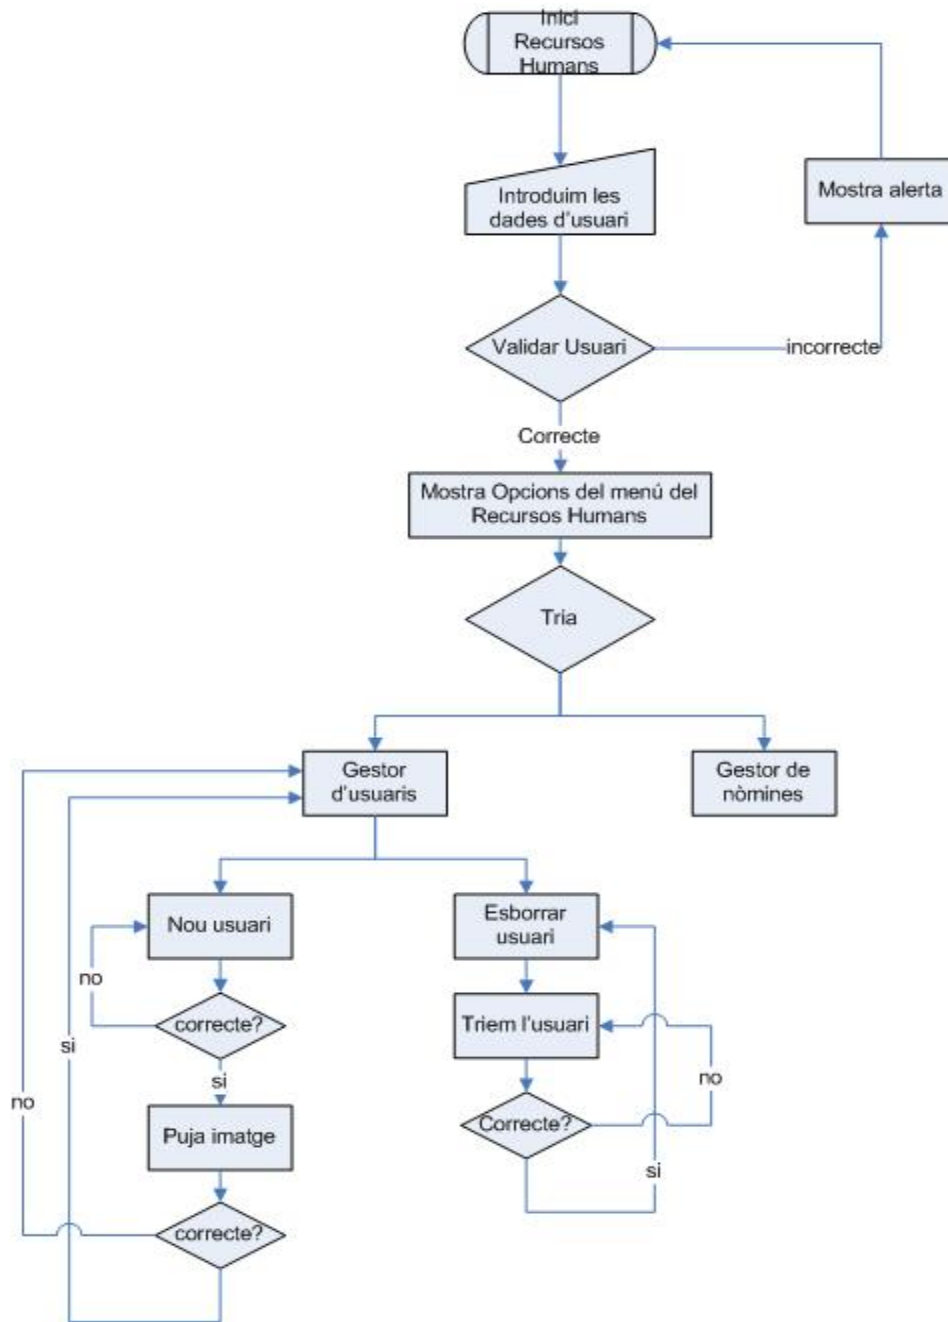 Inici
Recursos
Humans
Introduim les
dades d'usuari
Mostra alerta
Validar Usuari
incorrecte
Correcte
Mostra Opcions del menú del
Recursos Humans
Tria
Gestor
d'usuaris
Gestor de
nòmines
Nou usuari
Esborrar
usuari
no
correcte?
Triem l'usuari
si
si
no
no
Puja imatge
Correcte?
si
correcte?